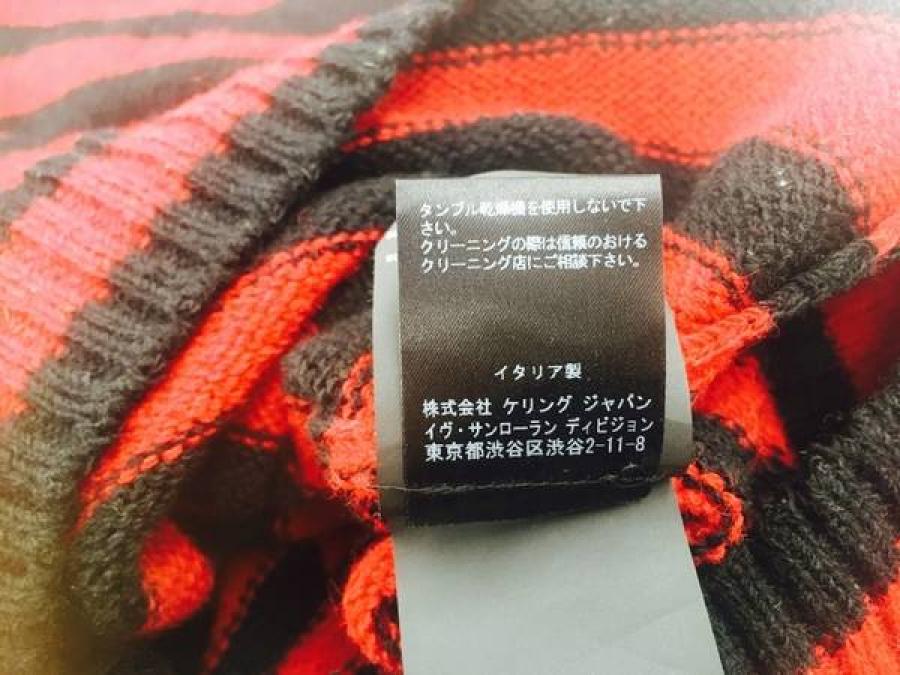 タンブル乾燥機を使用しないで下
さい。
クリーニングの際は信頼のおける
クリーニング店にご相談下さい。
イタリア製
株式会社 ケリング ジャパン
イヴ・サンローラン ディビジョン
東京都渋谷区渋谷2-11-8